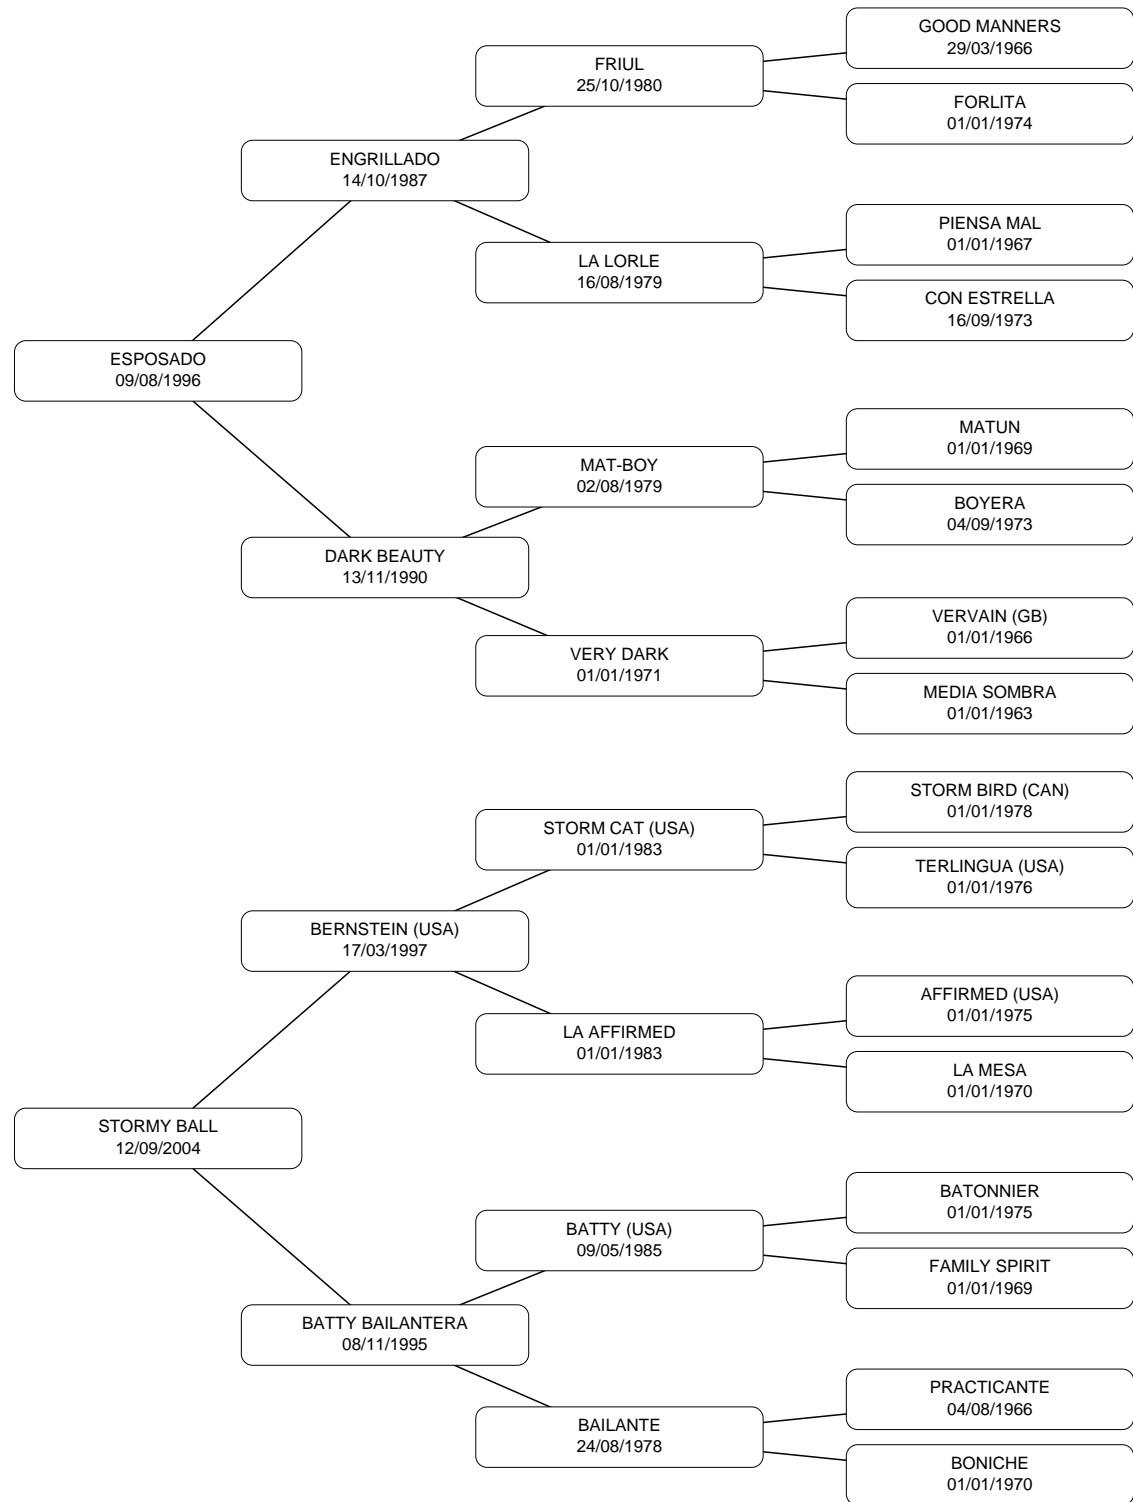 GOOD MANNERS
29/03/1966
FRIUL
25/10/1980
FORLITA
01/01/1974
ENGRILLADO
14/10/1987
PIENSA MAL
01/01/1967
LA LORLE
16/08/1979
CON ESTRELLA
16/09/1973
ESPOSADO
09/08/1996
MATUN
01/01/1969
MAT-BOY
02/08/1979
BOYERA
04/09/1973
DARK BEAUTY
13/11/1990
VERVAIN (GB)
01/01/1966
VERY DARK
01/01/1971
MEDIA SOMBRA
01/01/1963
STORM BIRD (CAN)
01/01/1978
STORM CAT (USA)
01/01/1983
TERLINGUA (USA)
01/01/1976
BERNSTEIN (USA)
17/03/1997
AFFIRMED (USA)
01/01/1975
LA AFFIRMED
01/01/1983
LA MESA
01/01/1970
STORMY BALL
12/09/2004
BATONNIER
01/01/1975
BATTY (USA)
09/05/1985
FAMILY SPIRIT
01/01/1969
BATTY BAILANTERA
08/11/1995
PRACTICANTE
04/08/1966
BAILANTE
24/08/1978
BONICHE
01/01/1970